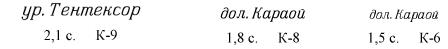 ур. Тентексор
2,1 с. К-9
дол. Караой
1,8 с. К-8
дол. Караой
1,5 с. К-6